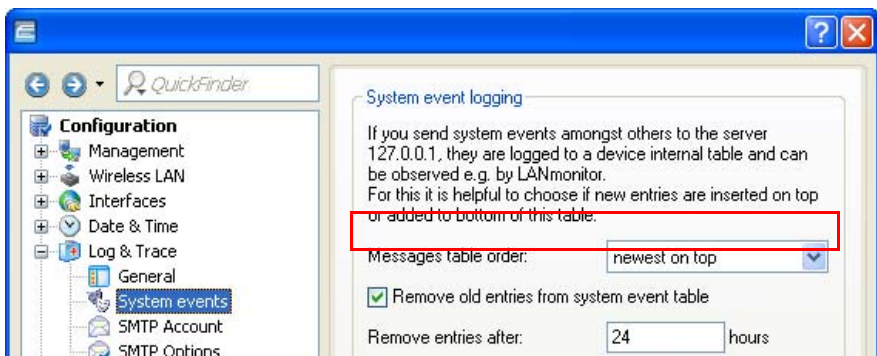 QuickFinder
Configuration
Management
Wireless LAN
Interfaces
Date & Time
Log & Trace
General
System events
SMTP Account
SMTP Options
System event logging
If you send system events amongst others to the server
127.0.0.1, they are logged to a device internal table and can
be observed e.g. by LANmonitor.
For this it is helpful to choose if new entries are inserted on top
or added to bottom of this table.
Messages table order: newest on top
Remove old entries from system event table
Remove entries after: 24 hours